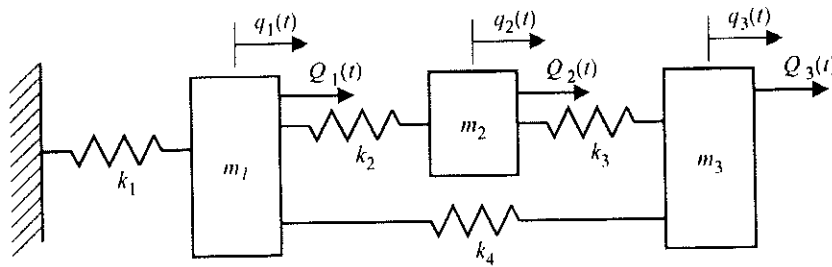 q1(t)
q2(t)
q3(t)
Q1(t)
Q2(t)
Q3(t)
k1
m1
k2
m2
k3
m3
k4